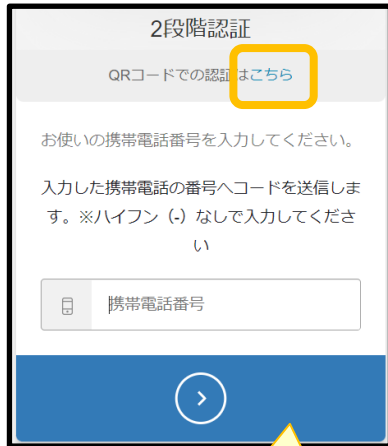 2段階認証
QRコードでの認証はこちら
お使いの携帯電話番号を入力してください。
入力した携帯電話の番号へコードを送信しま
す。※ハイフン（-）なしで入力してくださ
い
携帯電話番号